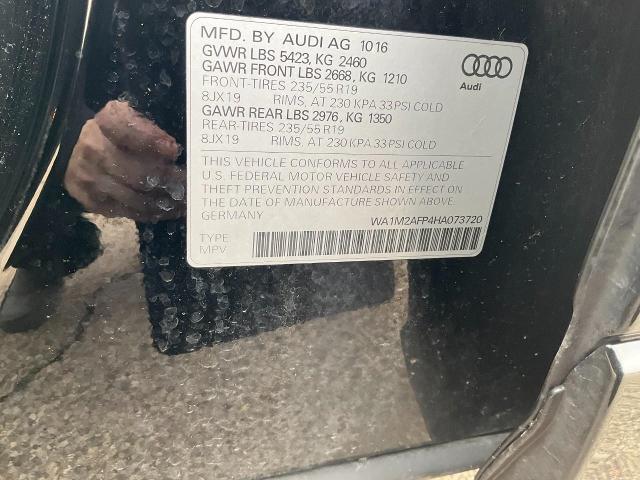 MFD. BY AUDI AG 1016
GVWR LBS 5423, KG 2460
GAWR FRONT LBS 2668, KG 1210
FRONT-TIRES 235/55 R19
8JX19 RIMS, AT 230 KPA 33 PSI COLD
GAWR REAR LBS 2976, KG 1350
REAR-TIRES 235/55 R19
8JX19 RIMS, AT 230 KPA 33 PSI COLD
Audi
THIS VEHICLE CONFORMS TO ALL APPLICABLE
U.S. FEDERAL MOTOR VEHICLE SAFETY AND
THEFT PREVENTION STANDARDS IN EFFECT ON
THE DATE OF MANUFACTURE SHOWN ABOVE.
GERMANY
WA1M2AFP4HA073720
TYPE
MPV